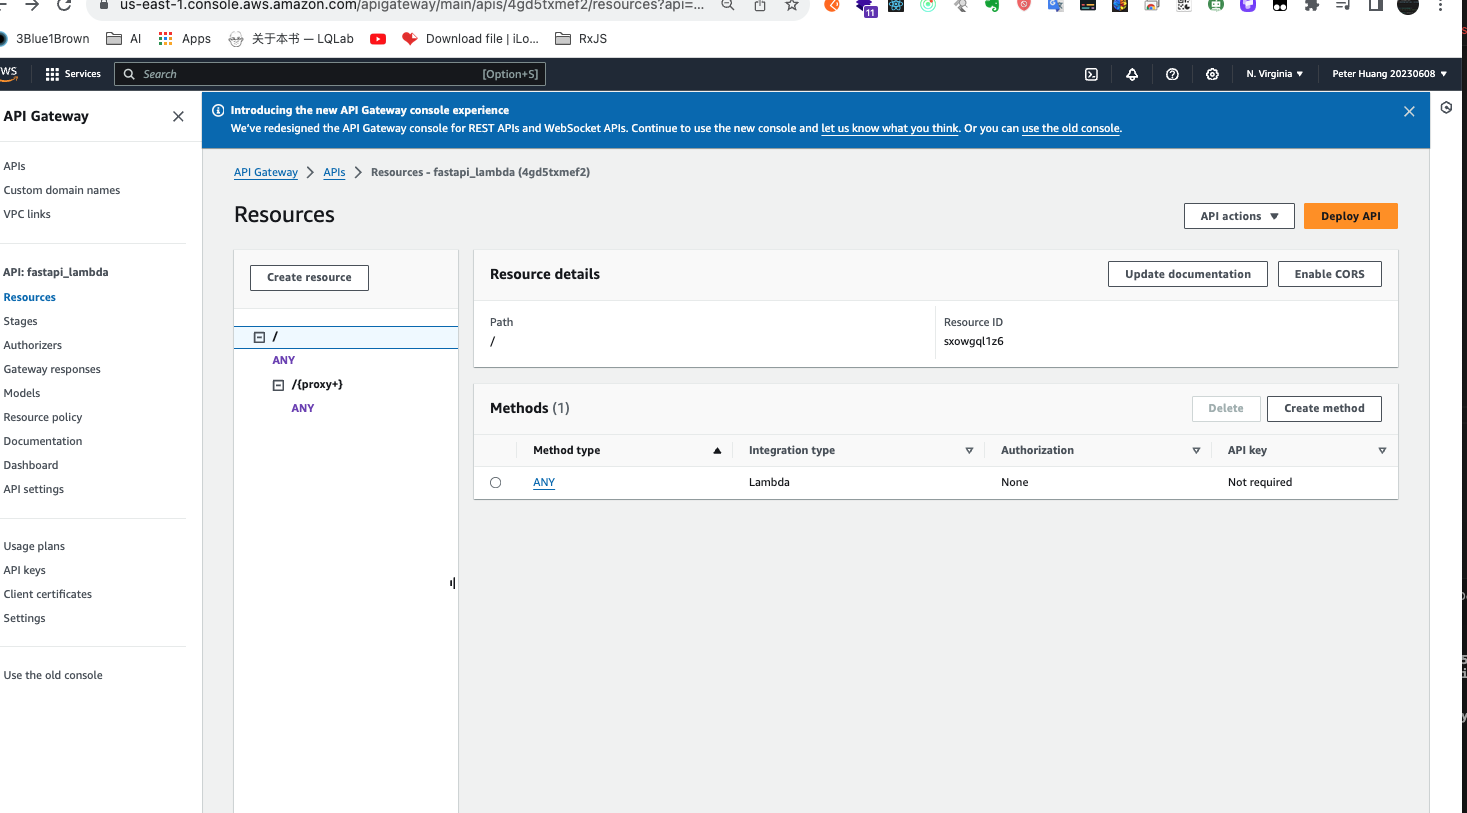 us-east-1.console.aws.amazon.com/apigateway/main/apis/4gd5txmef2/resources?api=...
11
3Blue1Brown AI Apps 关于本书 — LQLab Download file | iLo... RxJS
Services Search [Option+S] N. Virginia ▼ Peter Huang 20230608 ▼
API Gateway
Introducing the new API Gateway console experience
We've redesigned the API Gateway console for REST APIs and WebSocket APIs. Continue to use the new console and let us know what you think. Or you can use the old console.
APIs
Custom domain names
VPC links
API: fastapi_lambda
Resources
Stages
Authorizers
Gateway responses
Models
Resource policy
Documentation
Dashboard
API settings
Usage plans
API keys
Client certificates
Settings
Use the old console
API Gateway > APIs > Resources - fastapi_lambda (4gd5txmef2)
Resources
API actions ▼ Deploy API
Create resource
/
ANY
/{proxy+}
ANY
Resource details
Update documentation Enable CORS
Path
/
Resource ID
sxowgql1z6
Methods (1)
Delete Create method
Method type Integration type Authorization API key
ANY Lambda None Not required